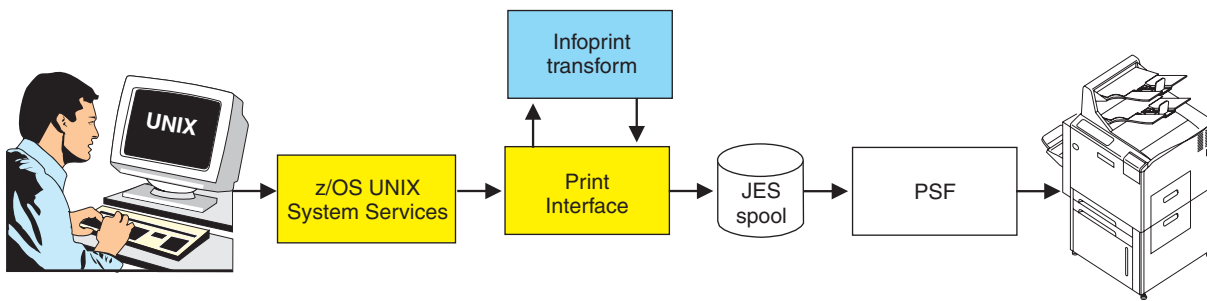 Infoprint
transform
UNIX
z/OS UNIX
System Services
Print
Interface
JES
spool
PSF